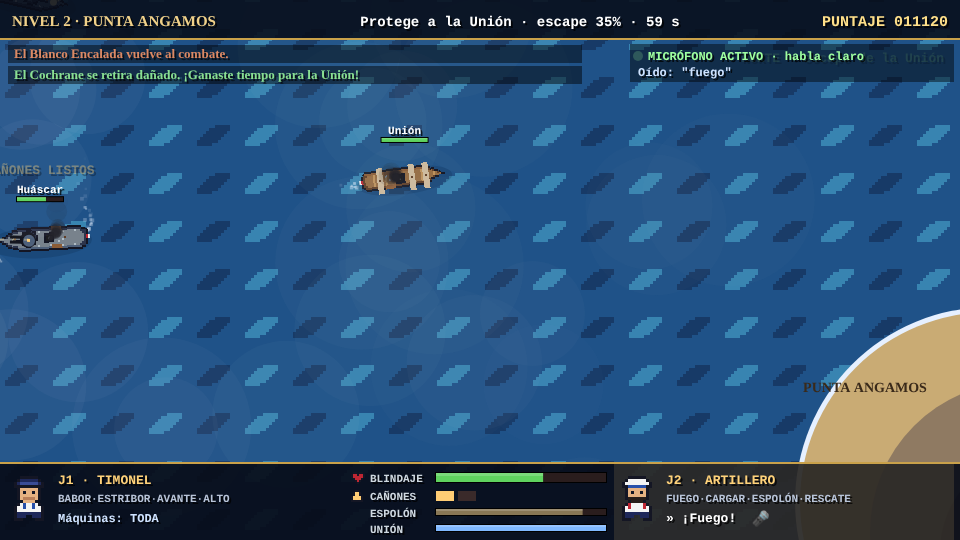 NIVEL 2 · PUNTA ANGAMOS
Protege a la Unión · escape 35% · 59 s
PUNTAJE 011120
El Blanco Encalada vuelve al combate.
El Cochrane se retira dañado. ¡Ganaste tiempo para la Unión!
MICRÓFONO ACTIVO · habla claro
Oído: "fuego"
Unión
LISTOS
Huáscar
PUNTA ANGAMOS
J1 · TIMONEL
BABOR·ESTRIBOR·AVANTE·ALTO
Máquinas: TODA
BLINDAJE
CAÑONES
ESPOLÓN
UNIÓN
J2 · ARTILLERO
FUEGO·CARGAR·ESPOLÓN·RESCATE
» ¡Fuego!